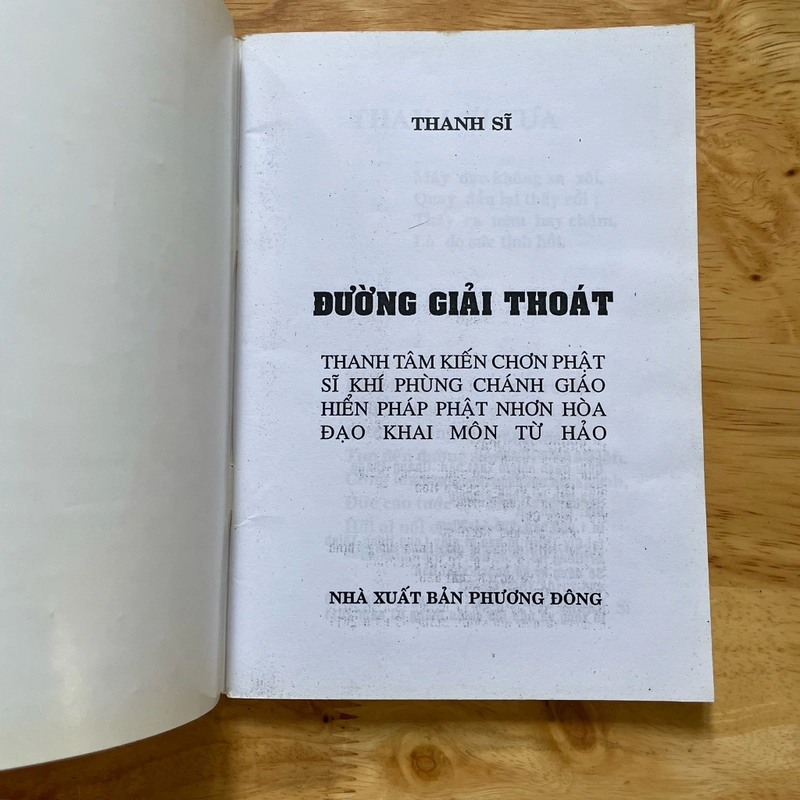 THANH SĨ
ĐƯỜNG GIẢI THOÁT
THANH TÂM KIẾN CHƠN PHẬT
SĨ KHÍ PHÙNG CHÁNH GIÁO
HIỂN PHÁP PHẬT NHƠN HÒA
ĐẠO KHAI MÔN TỪ HẢO
NHÀ XUẤT BẢN PHƯƠNG ĐÔNG